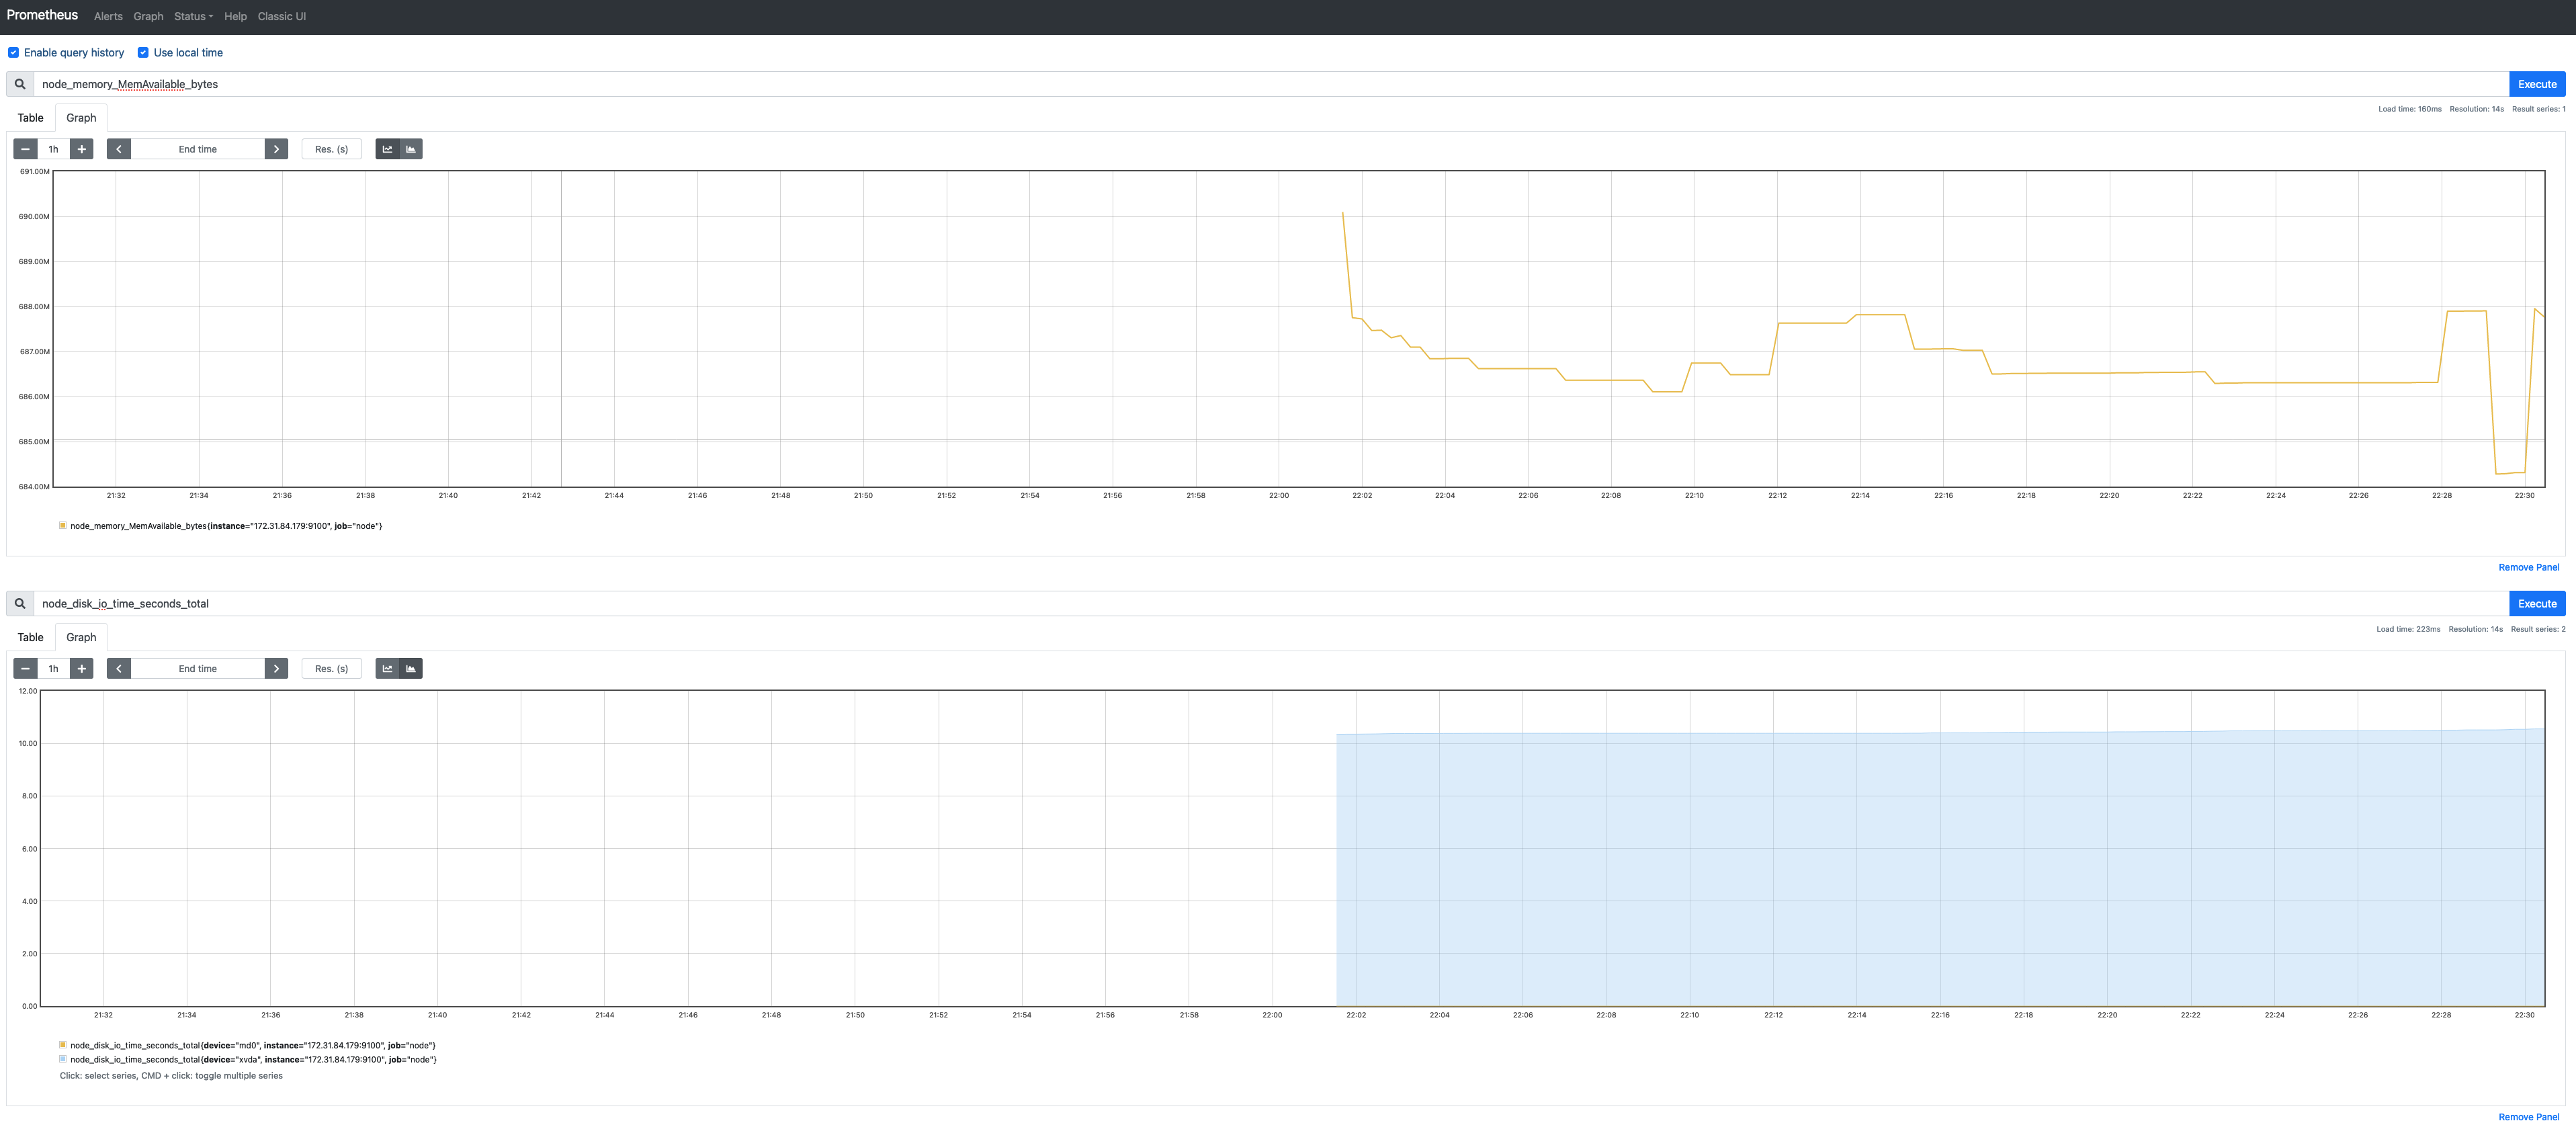 Prometheus Alerts Graph Status Help Classic UI
Enable query history Use local time
node_memory_MemAvailable_bytes Execute
Load time: 160ms Resolution: 14s Result series: 1
Table Graph
1h End time Res. (s)
691.00M
690.00M
689.00M
688.00M
687.00M
686.00M
685.00M
684.00M
21:32 21:34 21:36 21:38 21:40 21:42 21:44 21:46 21:48 21:50 21:52 21:54 21:56 21:58 22:00 22:02 22:04 22:06 22:08 22:10 22:12 22:14 22:16 22:18 22:20 22:22 22:24 22:26 22:28 22:30
node_memory_MemAvailable_bytes{instance="172.31.84.179:9100", job="node"}
Remove Panel
node_disk_io_time_seconds_total Execute
Load time: 223ms Resolution: 14s Result series: 2
Table Graph
1h End time Res. (s)
12.00
10.00
8.00
6.00
4.00
2.00
0.00
21:32 21:34 21:36 21:38 21:40 21:42 21:44 21:46 21:48 21:50 21:52 21:54 21:56 21:58 22:00 22:02 22:04 22:06 22:08 22:10 22:12 22:14 22:16 22:18 22:20 22:22 22:24 22:26 22:28 22:30
node_disk_io_time_seconds_total{device="md0", instance="172.31.84.179:9100", job="node"}
node_disk_io_time_seconds_total{device="xvda", instance="172.31.84.179:9100", job="node"}
Click: select series, CMD + click: toggle multiple series
Remove Panel